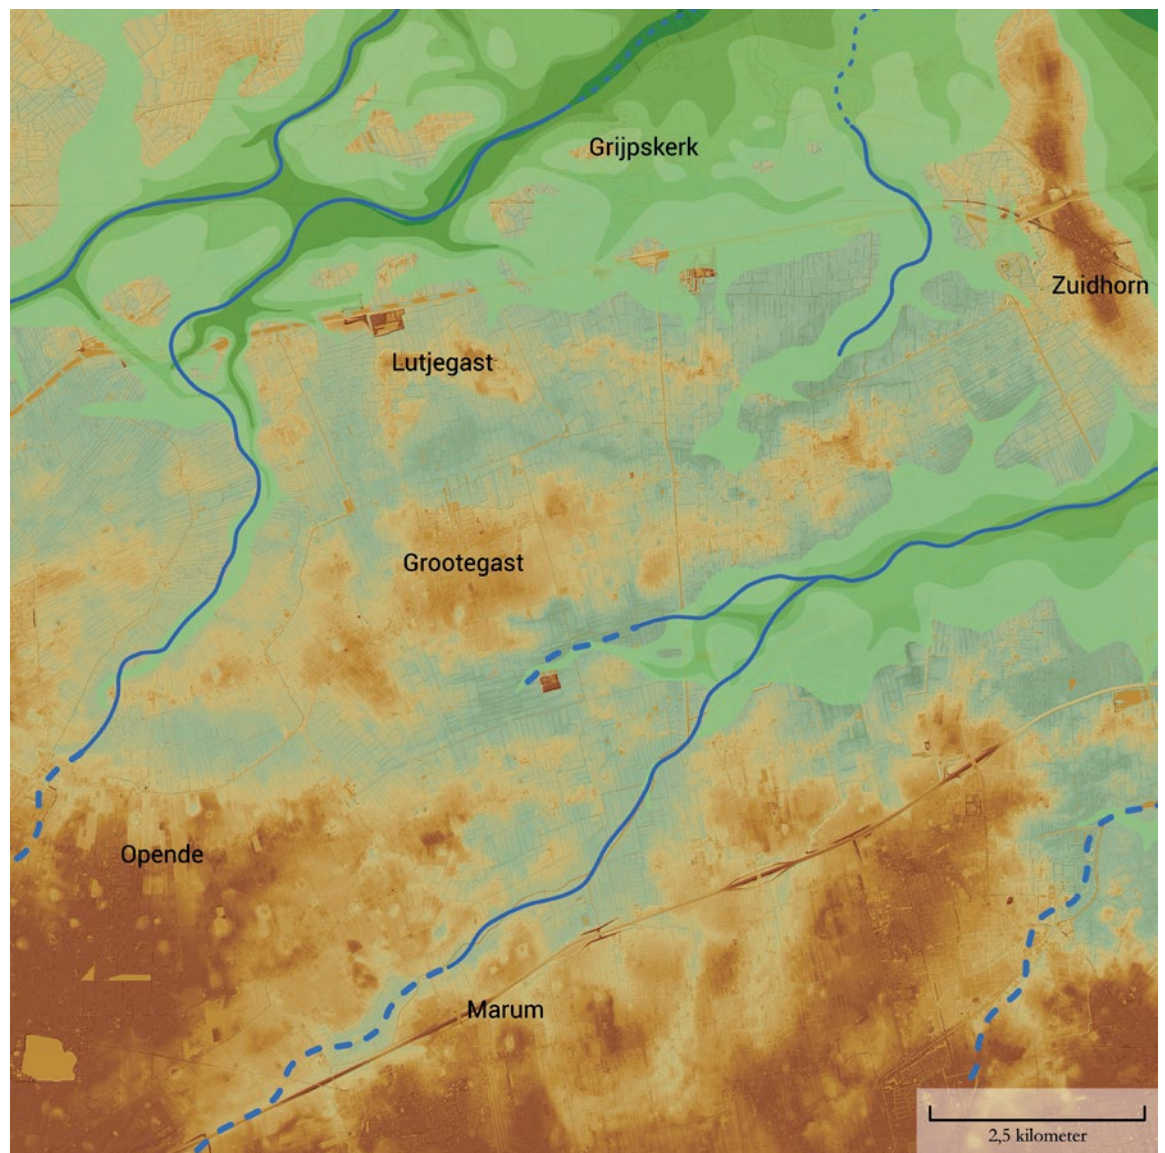 Grijpskerk
Zuidhorn
Lutjegast
Grootegast
Opende
Marum
2,5 kilometer